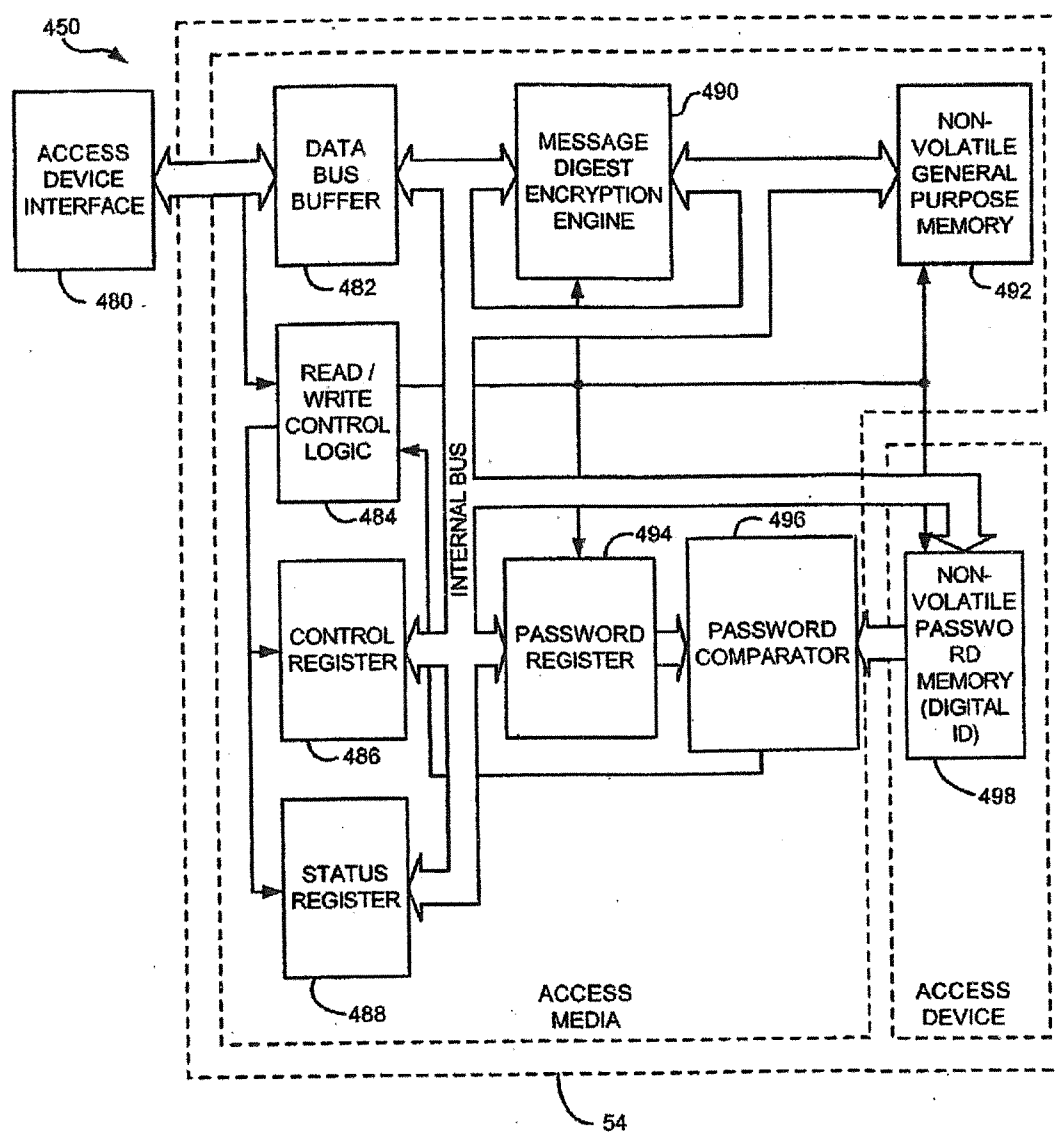 450
ACCESS
DEVICE
INTERFACE
480
DATA
BUS
BUFFER
482
MESSAGE
DIGEST
ENCRYPTION
ENGINE
490
NON-
VOLATILE
GENERAL
PURPOSE
MEMORY
492
READ /
WRITE
CONTROL
LOGIC
484
INTERNAL BUS
CONTROL
REGISTER
486
PASSWORD
REGISTER
494
PASSWORD
COMPARATOR
496
NON-
VOLATILE
PASSWO
RD
MEMORY
(DIGITAL
ID)
498
STATUS
REGISTER
488
ACCESS
MEDIA
ACCESS
DEVICE
54